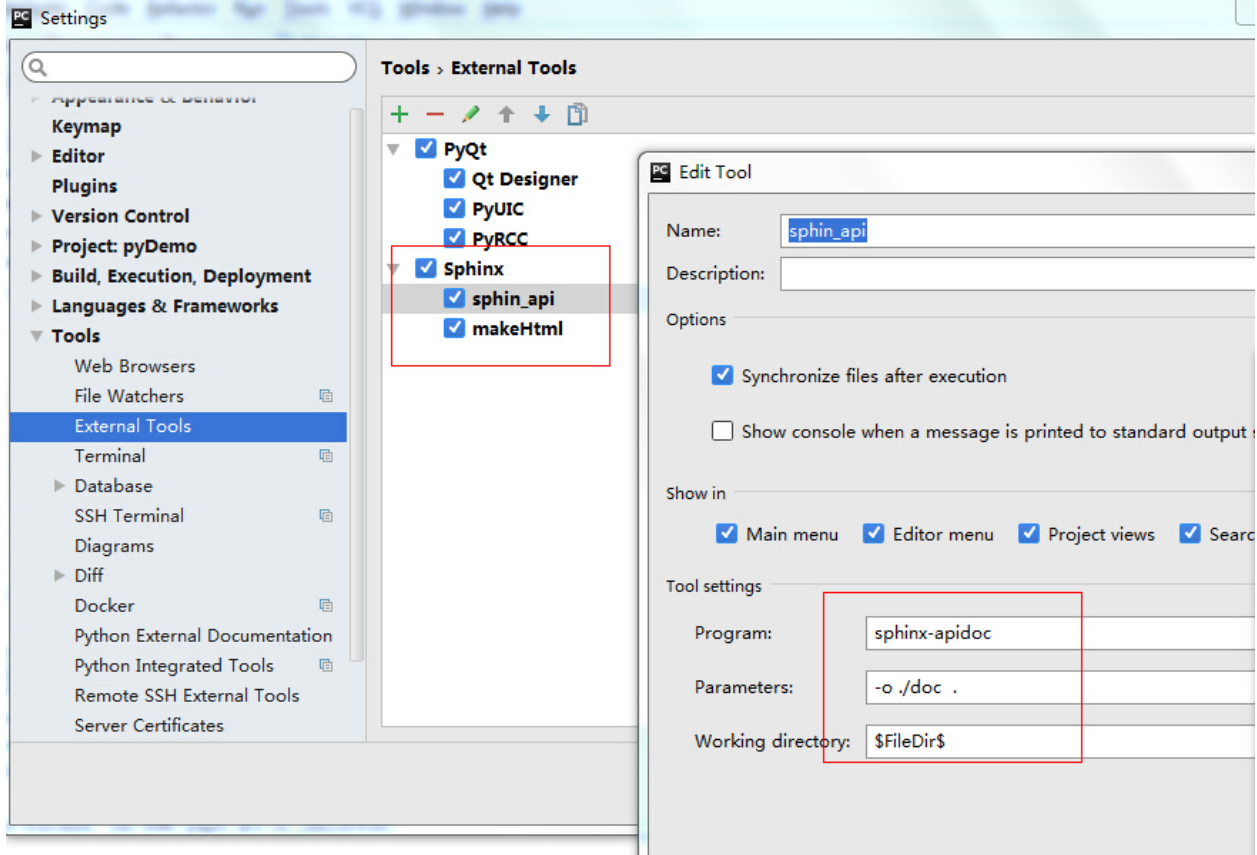 Settings
Tools › External Tools
Appearance & Behavior
Keymap
Editor
Plugins
Version Control
Project: pyDemo
Build, Execution, Deployment
Languages & Frameworks
Tools
Web Browsers
File Watchers
External Tools
Terminal
Database
SSH Terminal
Diagrams
Diff
Docker
Python External Documentation
Python Integrated Tools
Remote SSH External Tools
Server Certificates
PyQt
Qt Designer
PyUIC
PyRCC
Sphinx
sphin_api
makeHtml
PC Edit Tool
Name: sphin_api
Description:
Options
Synchronize files after execution
Show console when a message is printed to standard output s
Show in
Main menu Editor menu Project views Searc
Tool settings
Program: sphinx-apidoc
Parameters: -o ./doc .
Working directory: $FileDir$